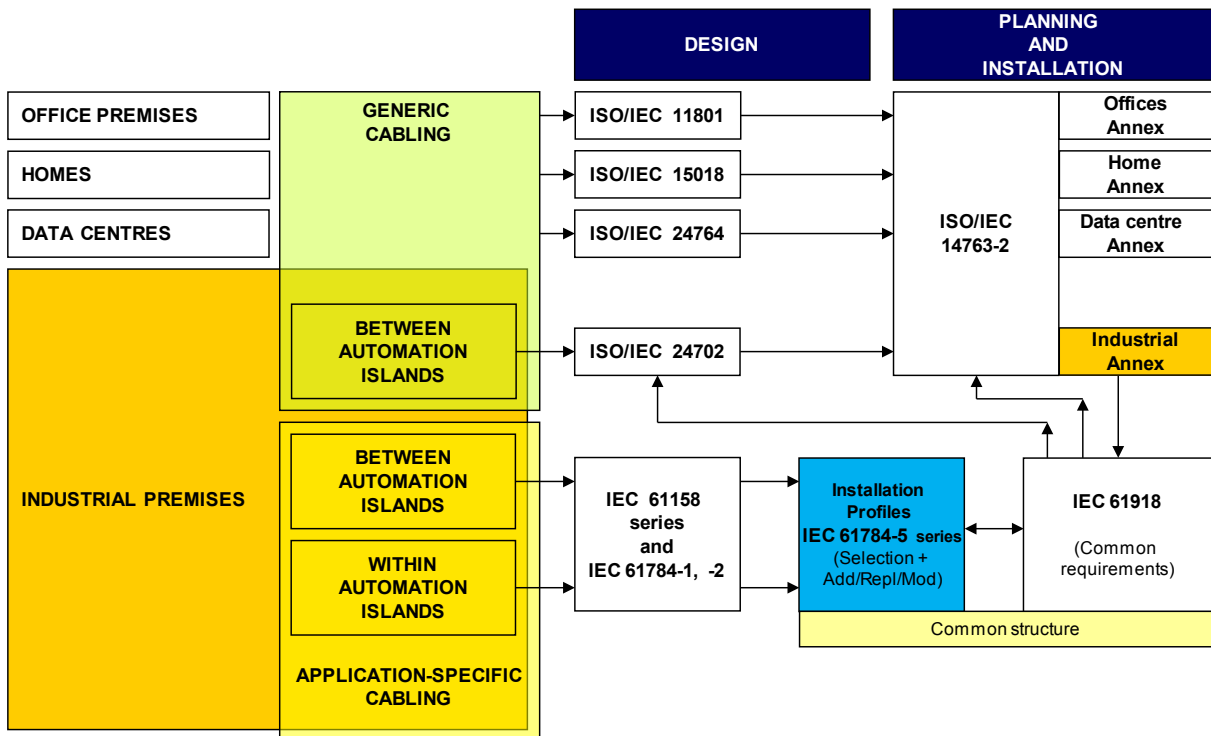 DESIGN
PLANNING
AND
INSTALLATION
OFFICE PREMISES
GENERIC
CABLING
ISO/IEC 11801
Offices
Annex
HOMES
ISO/IEC 15018
Home
Annex
DATA CENTRES
ISO/IEC 24764
ISO/IEC
14763-2
Data centre
Annex
BETWEEN
AUTOMATION
ISLANDS
ISO/IEC 24702
Industrial
Annex
INDUSTRIAL PREMISES
BETWEEN
AUTOMATION
ISLANDS
WITHIN
AUTOMATION
ISLANDS
APPLICATION-SPECIFIC
CABLING
IEC 61158
series
and
IEC 61784-1, -2
Installation
Profiles
IEC 61784-5 series
(Selection +
Add/Repl/Mod)
IEC 61918
(Common
requirements)
Common structure